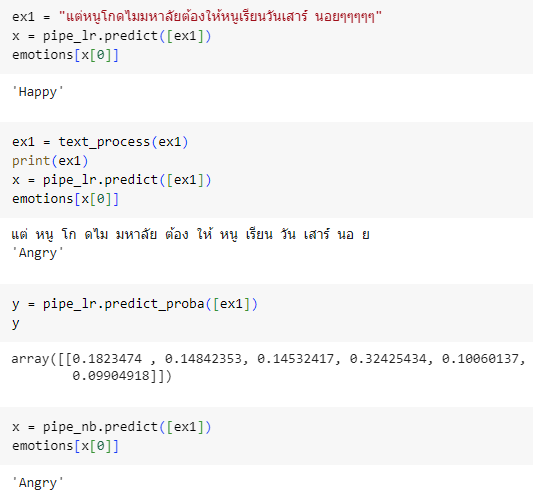 ex1 = "แต่หนูโกดไมมหาลัยต้องให้หนูเรียนวันเสาร์ นอยๆๆๆๆๆ"
x = pipe_lr.predict([ex1])
emotions[x[0]]
'Happy'
ex1 = text_process(ex1)
print(ex1)
x = pipe_lr.predict([ex1])
emotions[x[0]]
แต่ หนู โก ดไม มหาลัย ต้อง ให้ หนู เรียน วัน เสาร์ นอ ย
'Angry'
y = pipe_lr.predict_proba([ex1])
y
array([[0.1823474 , 0.14842353, 0.14532417, 0.32425434, 0.10060137,
0.09904918]])
x = pipe_nb.predict([ex1])
emotions[x[0]]
'Angry'